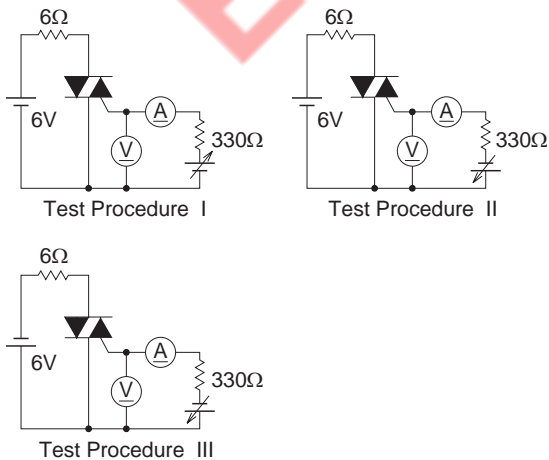 6Ω
6V
V
A
330Ω
Test Procedure I
6Ω
6V
V
A
330Ω
Test Procedure II
6Ω
6V
V
A
330Ω
Test Procedure III